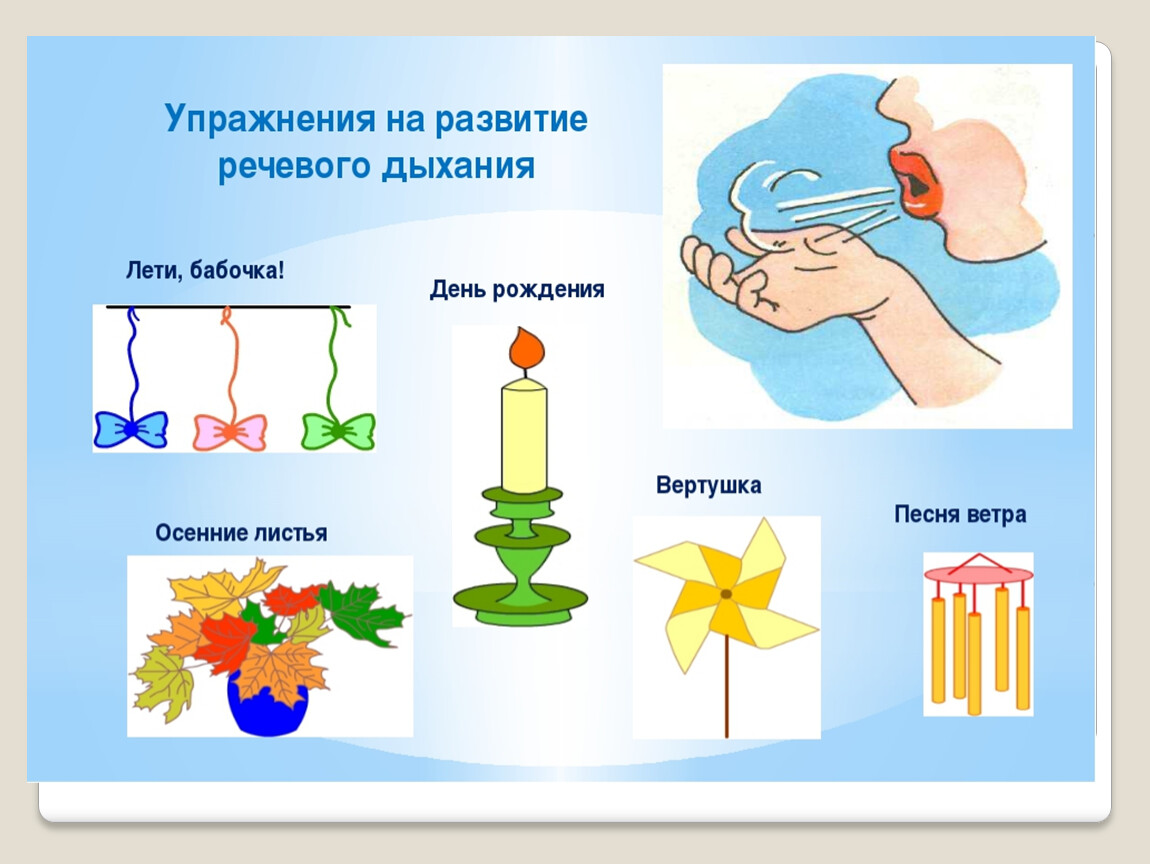 Упражнения на развитие
речевого дыхания
Лети, бабочка!
День рождения
Вертушка
Песня ветра
Осенние листья